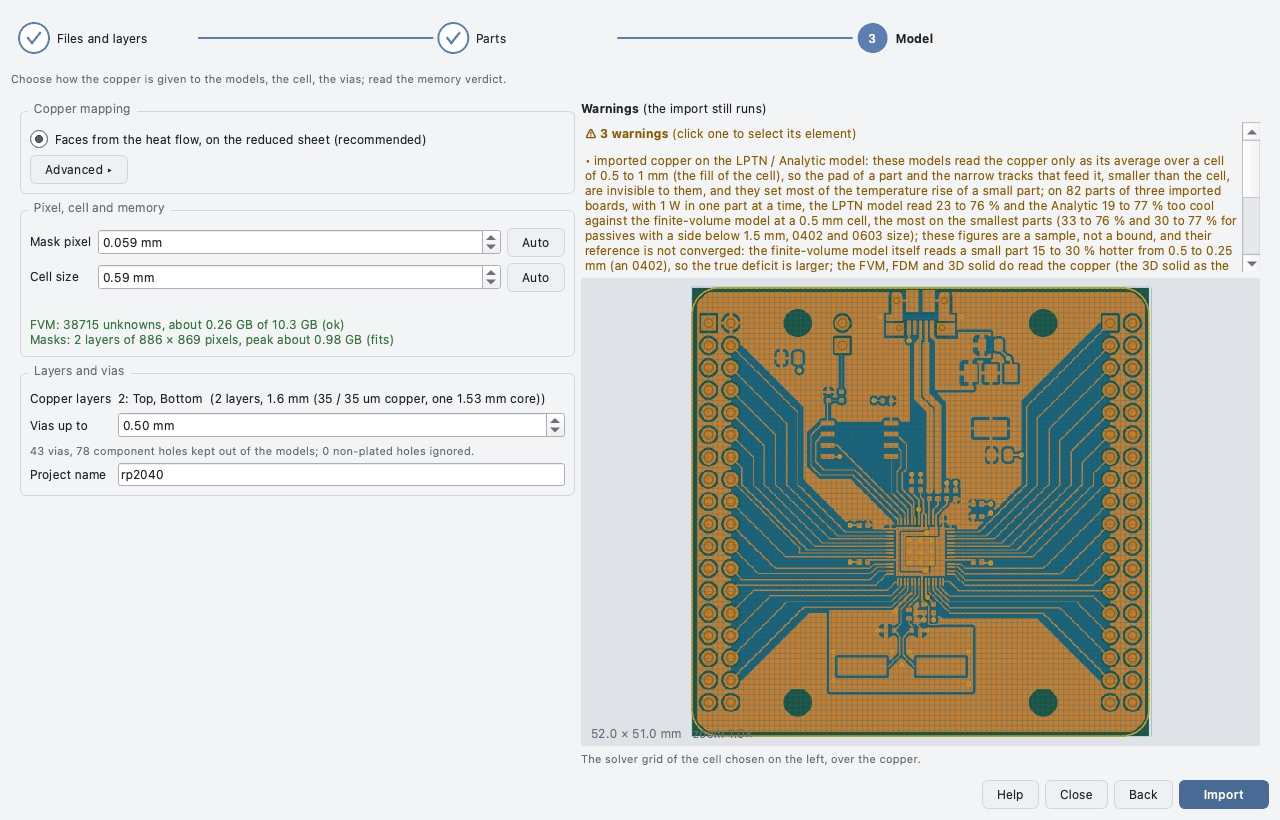 Files and layers
Parts
3
Model
Choose how the copper is given to the models, the cell, the vias; read the memory verdict.
Copper mapping
Faces from the heat flow, on the reduced sheet (recommended)
Advanced ▸
Pixel, cell and memory
Mask pixel 0.059 mm Auto
Cell size 0.59 mm Auto
FVM: 38715 unknowns, about 0.26 GB of 10.3 GB (ok)
Masks: 2 layers of 886 × 869 pixels, peak about 0.98 GB (fits)
Layers and vias
Copper layers 2: Top, Bottom (2 layers, 1.6 mm (35 / 35 um copper, one 1.53 mm core))
Vias up to 0.50 mm
43 vias, 78 component holes kept out of the models; 0 non-plated holes ignored.
Project name rp2040
Warnings (the import still runs)
⚠ 3 warnings (click one to select its element)
• imported copper on the LPTN / Analytic model: these models read the copper only as its average over a cell
of 0.5 to 1 mm (the fill of the cell), so the pad of a part and the narrow tracks that feed it, smaller than the cell,
are invisible to them, and they set most of the temperature rise of a small part; on 82 parts of three imported
boards, with 1 W in one part at a time, the LPTN model read 23 to 76 % and the Analytic 19 to 77 % too cool
against the finite-volume model at a 0.5 mm cell, the most on the smallest parts (33 to 76 % and 30 to 77 % for
passives with a side below 1.5 mm, 0402 and 0603 size); these figures are a sample, not a bound, and their
reference is not converged: the finite-volume model itself reads a small part 15 to 30 % hotter from 0.5 to 0.25
mm (an 0402), so the true deficit is larger; the FVM, FDM and 3D solid do read the copper (the 3D solid as the
52.0 × 51.0 mm zoom 1.0×
The solver grid of the cell chosen on the left, over the copper.
Help
Close
Back
Import